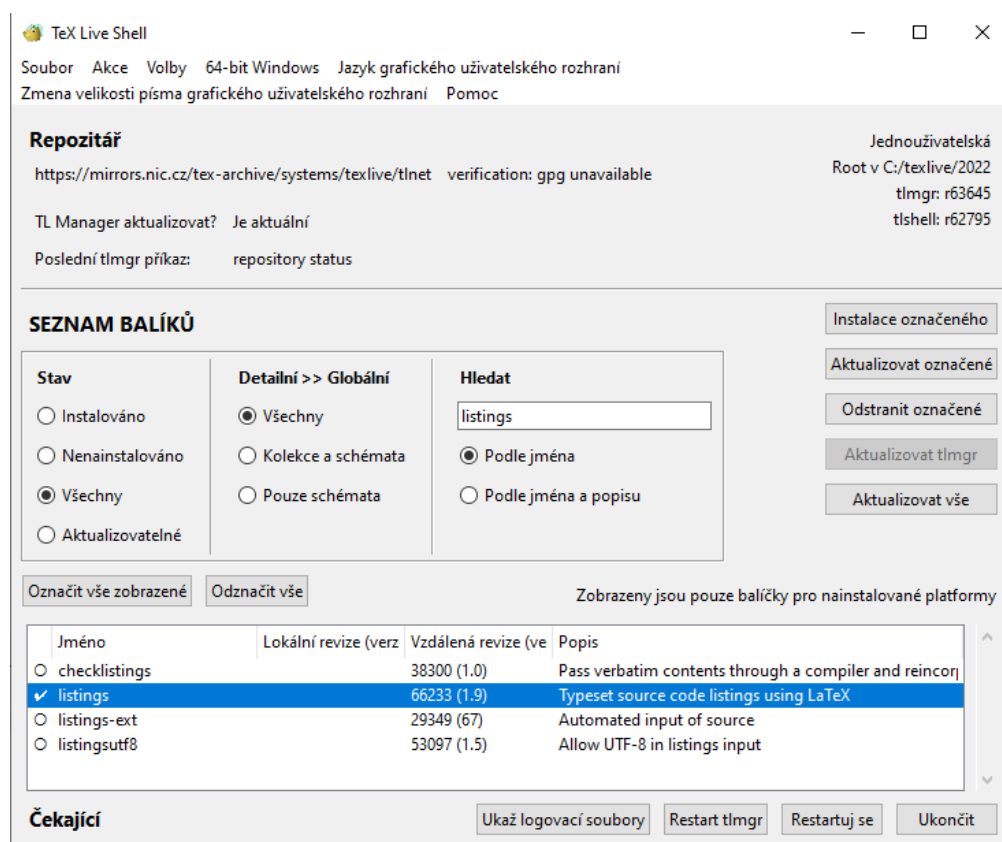 TeX Live Shell
Soubor Akce Volby 64-bit Windows Jazyk grafického uživatelského rozhraní
Zmena velikosti písma grafického uživatelského rozhraní Pomoc
Repozitář
Jednouživatelská
https://mirrors.nic.cz/tex-archive/systems/texlive/tlnet verification: gpg unavailable
Root v C:/texlive/2022
tlmgr: r63645
TL Manager aktualizovat? Je aktuální
tlshell: r62795
Poslední tlmgr příkaz: repository status
SEZNAM BALÍKŮ
Instalace označeného
Aktualizovat označené
Odstranit označené
Aktualizovat tlmgr
Aktualizovat vše
Stav
Instalováno
Nenainstalováno
Všechny
Aktualizovatelné
Detailní >> Globální
Všechny
Kolekce a schémata
Pouze schémata
Hledat
listings
Podle jména
Podle jména a popisu
Označit vše zobrazené Odznačit vše Zobrazeny jsou pouze balíčky pro nainstalované platformy
Jméno Lokální revize (verz Vzdálená revize (ve Popis
checklistings 38300 (1.0) Pass verbatim contents through a compiler and reincorp
listings 66233 (1.9) Typeset source code listings using LaTeX
listings-ext 29349 (67) Automated input of source
listingsutf8 53097 (1.5) Allow UTF-8 in listings input
Čekající Ukaž logovací soubory Restart tlmgr Restartuj se Ukončit